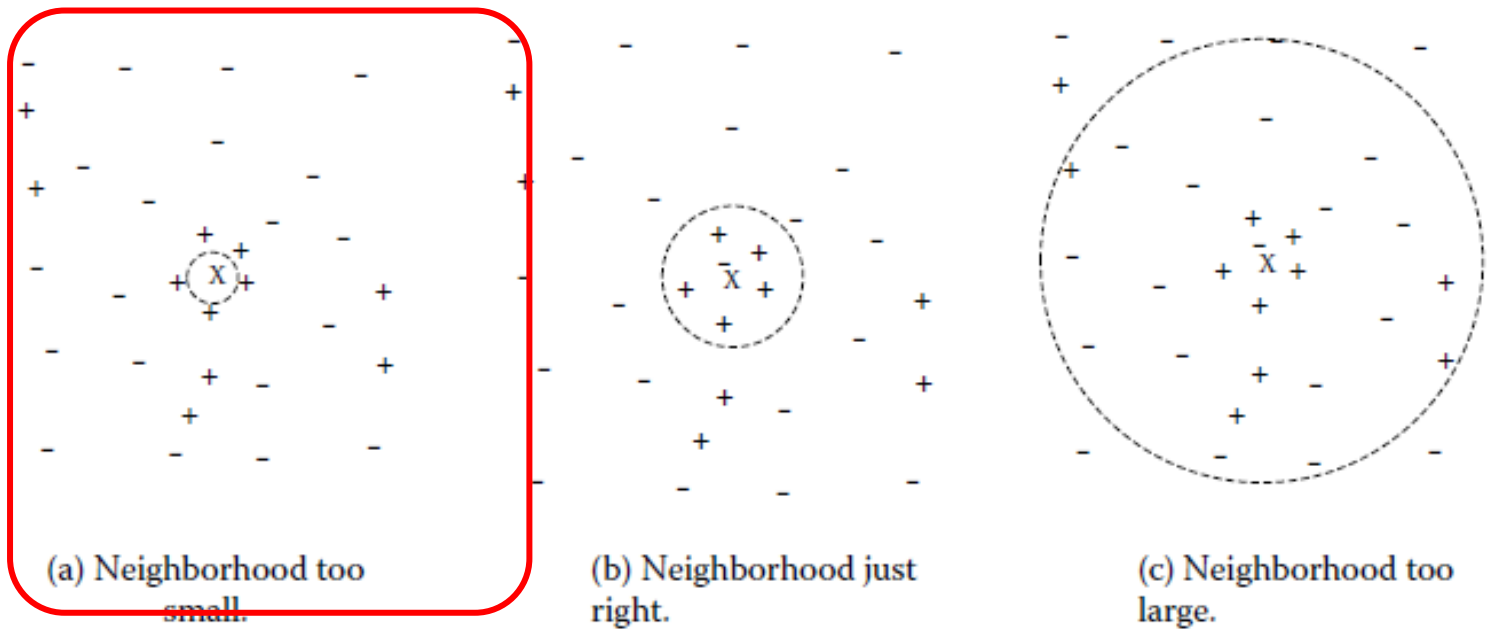 X
X
X
(a) Neighborhood too
small.
(b) Neighborhood just
right.
(c) Neighborhood too
large.